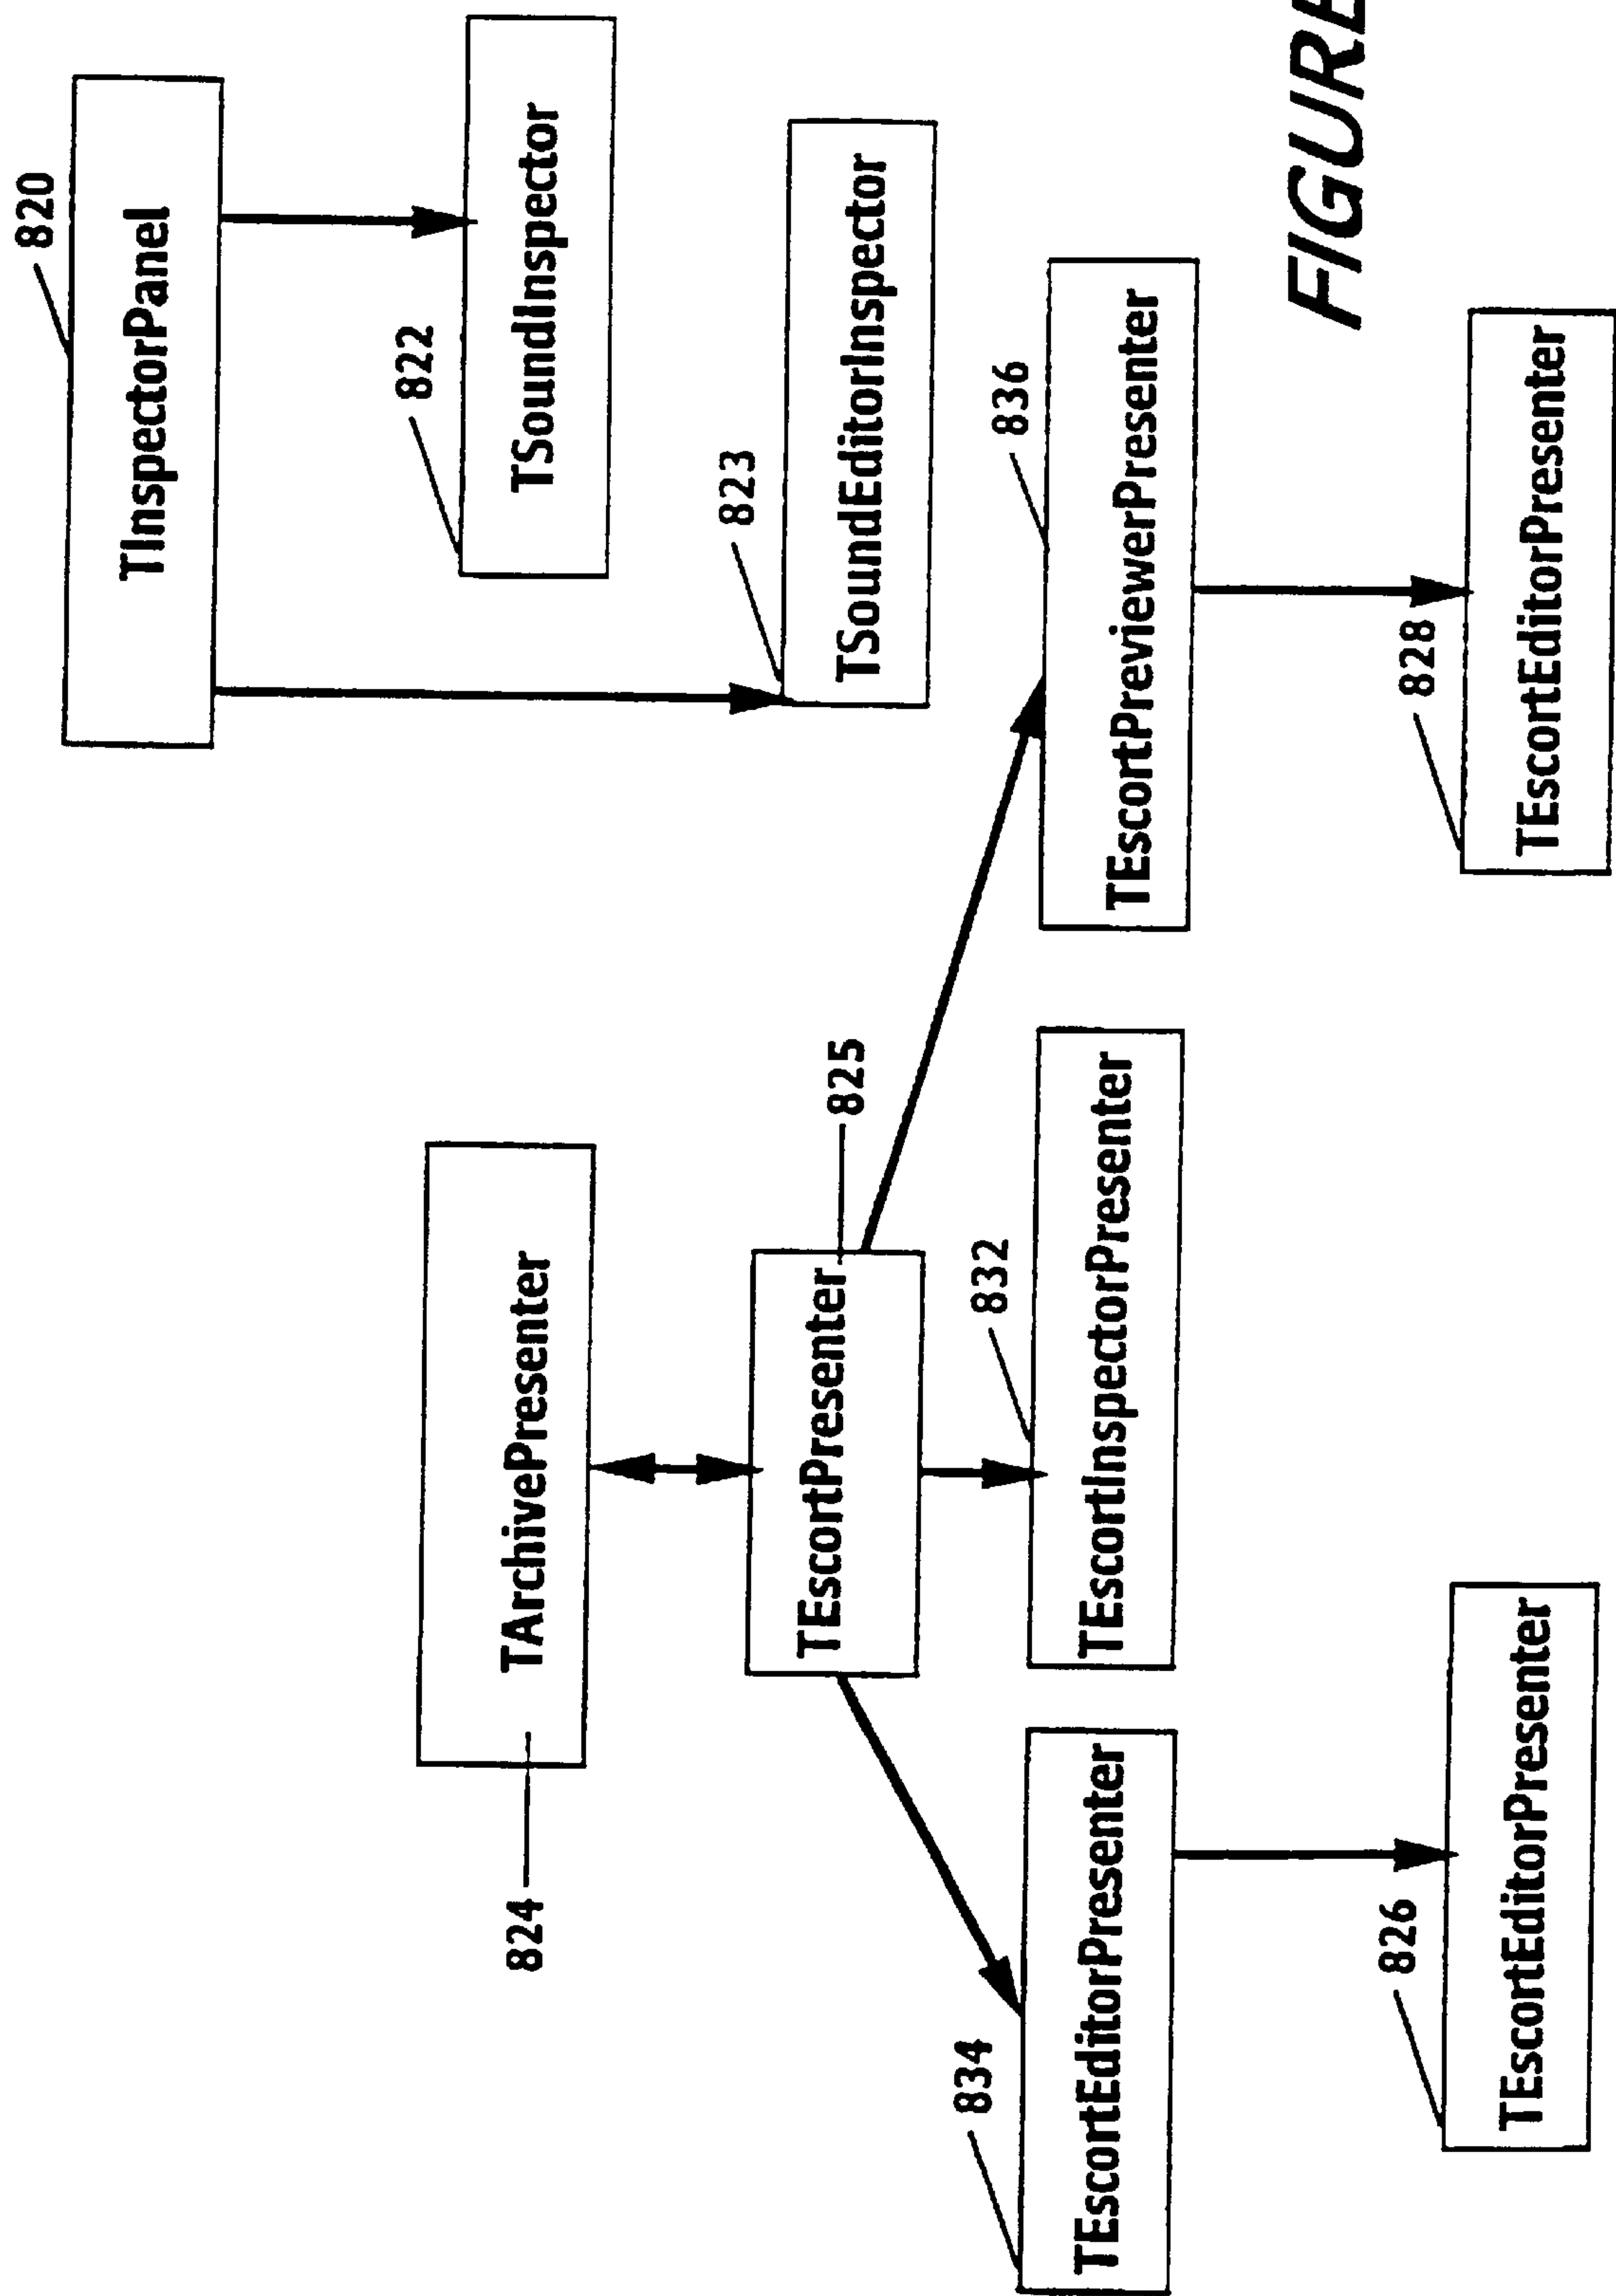 820
TInspectorPanel
822
TSoundInspector
823
TSoundEditorInspector
824
TArchivePresenter
825
TEscortPresenter
836
TEscortPreviewerPresenter
832
TEscortInspectorPresenter
834
TEscortEditorPresenter
828
TEscortEditorPresenter
826
TEscortEditorPresenter
FIGURE